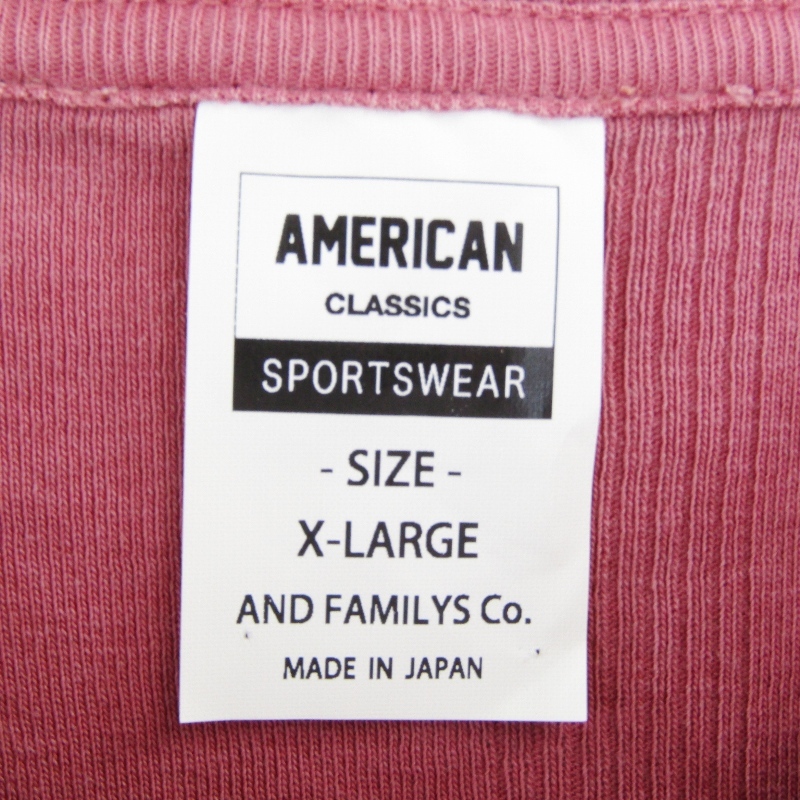 AMERICAN
CLASSICS
SPORTSWEAR
- SIZE -
X-LARGE
AND FAMILYS Co.
MADE IN JAPAN